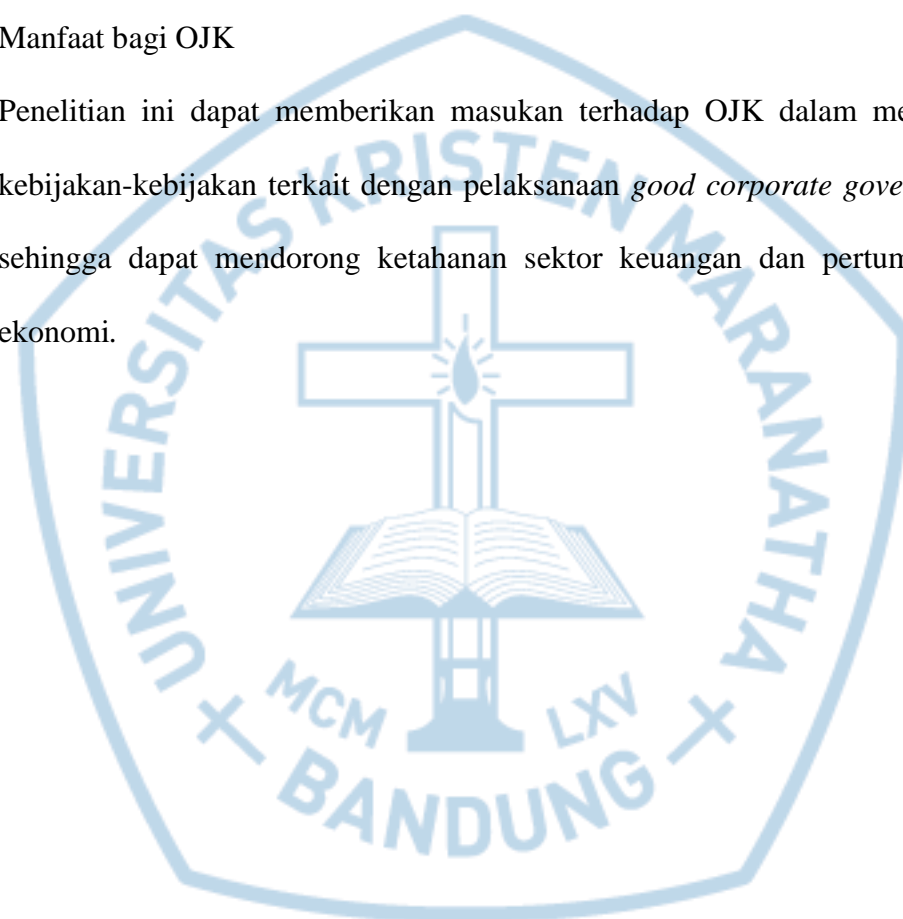 Manfaat bagi OJK
Penelitian ini dapat memberikan masukan terhadap OJK dalam me
kebijakan-kebijakan terkait dengan pelaksanaan good corporate gove
sehingga dapat mendorong ketahanan sektor keuangan dan pertum
ekonomi.
UNIVERSITAS KRISTEN MARANATHA
MCM LXV
BANDUNG